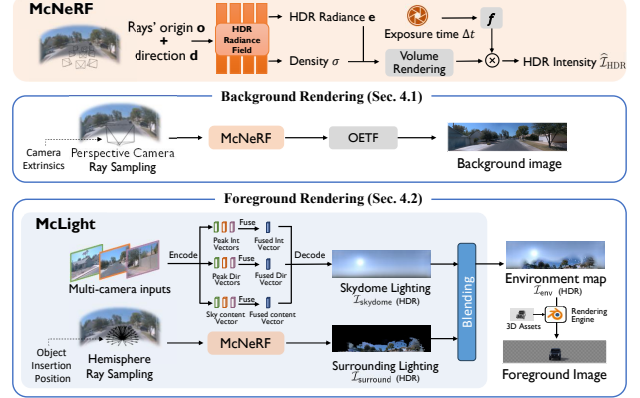 McNeRF
Rays' origin o
+
direction d
HDR
Radiance
Field
HDR Radiance e
Density σ
Exposure time Δt
f
Volume
Rendering
HDR Intensity Î_HDR
Background Rendering (Sec. 4.1)
Camera
Extrinsics
Perspective Camera
Ray Sampling
McNeRF
OETF
Background image
Foreground Rendering (Sec. 4.2)
McLight
Multi-camera inputs
Encode
Fuse
Peak Int
Vectors
Fused Int
Vector
Fuse
Peak Dir
Vectors
Fused Dir
Vector
Fuse
Sky content
Vector
Fused content
Vector
Decode
Skydome Lighting
I_skydome (HDR)
Blending
Environment map
I_env (HDR)
3D Assets
Rendering
Engine
Foreground Image
Object
Insertion
Position
Hemisphere
Ray Sampling
McNeRF
Surrounding Lighting
I_surround (HDR)